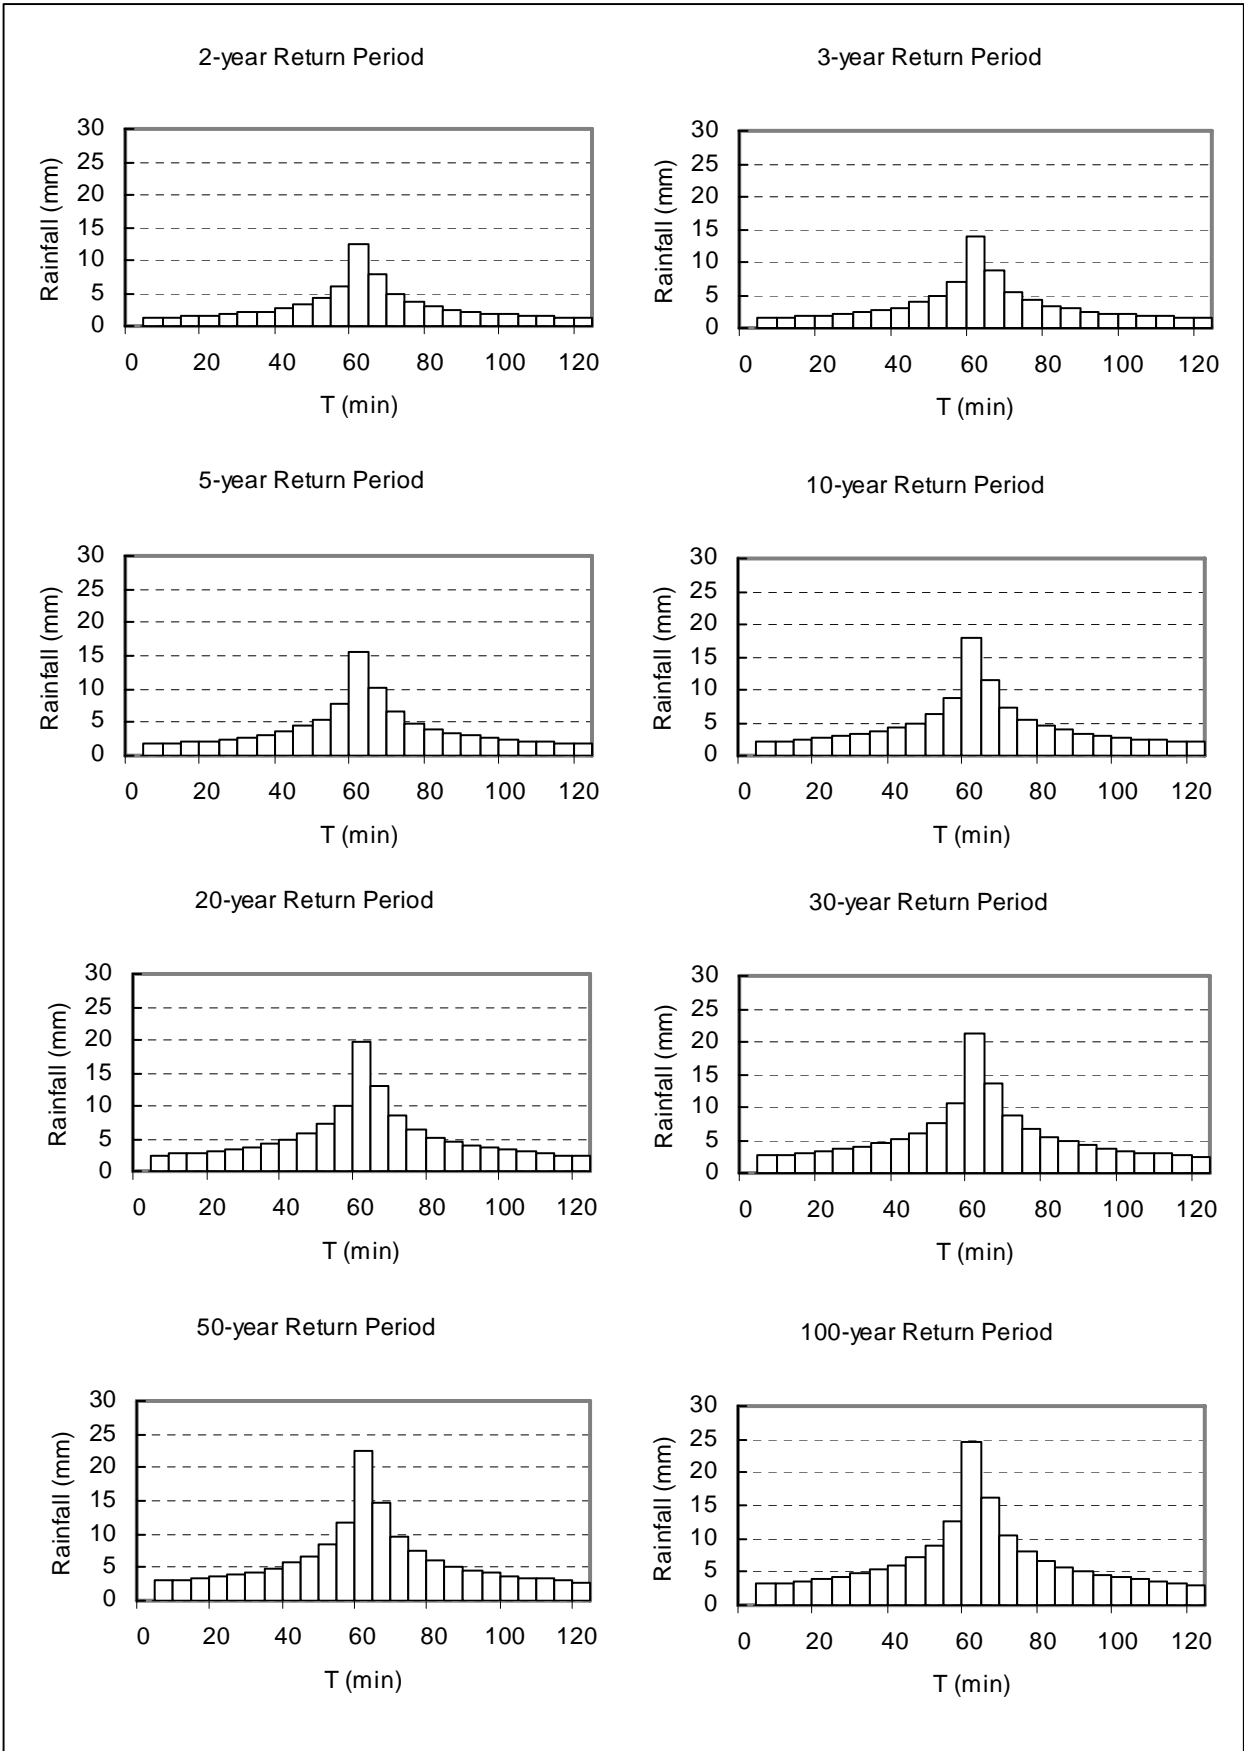 2-year Return Period
30
25
20
15
10
5
0
Rainfall (mm)
0 20 40 60 80 100 120
T (min)
3-year Return Period
30
25
20
15
10
5
0
Rainfall (mm)
0 20 40 60 80 100 120
T (min)
5-year Return Period
30
25
20
15
10
5
0
Rainfall (mm)
0 20 40 60 80 100 120
T (min)
10-year Return Period
30
25
20
15
10
5
0
Rainfall (mm)
0 20 40 60 80 100 120
T (min)
20-year Return Period
30
25
20
15
10
5
0
Rainfall (mm)
0 20 40 60 80 100 120
T (min)
30-year Return Period
30
25
20
15
10
5
0
Rainfall (mm)
0 20 40 60 80 100 120
T (min)
50-year Return Period
30
25
20
15
10
5
0
Rainfall (mm)
0 20 40 60 80 100 120
T (min)
100-year Return Period
30
25
20
15
10
5
0
Rainfall (mm)
0 20 40 60 80 100 120
T (min)